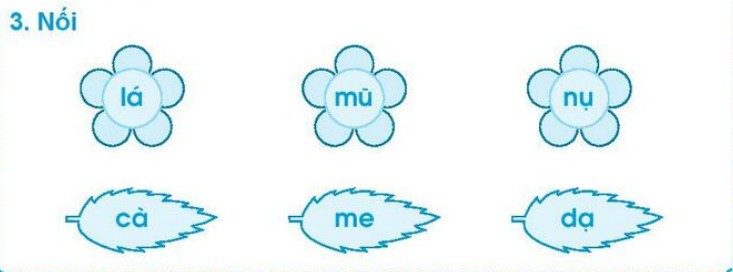 3. Nối
lá mũ nụ
cà me dạ